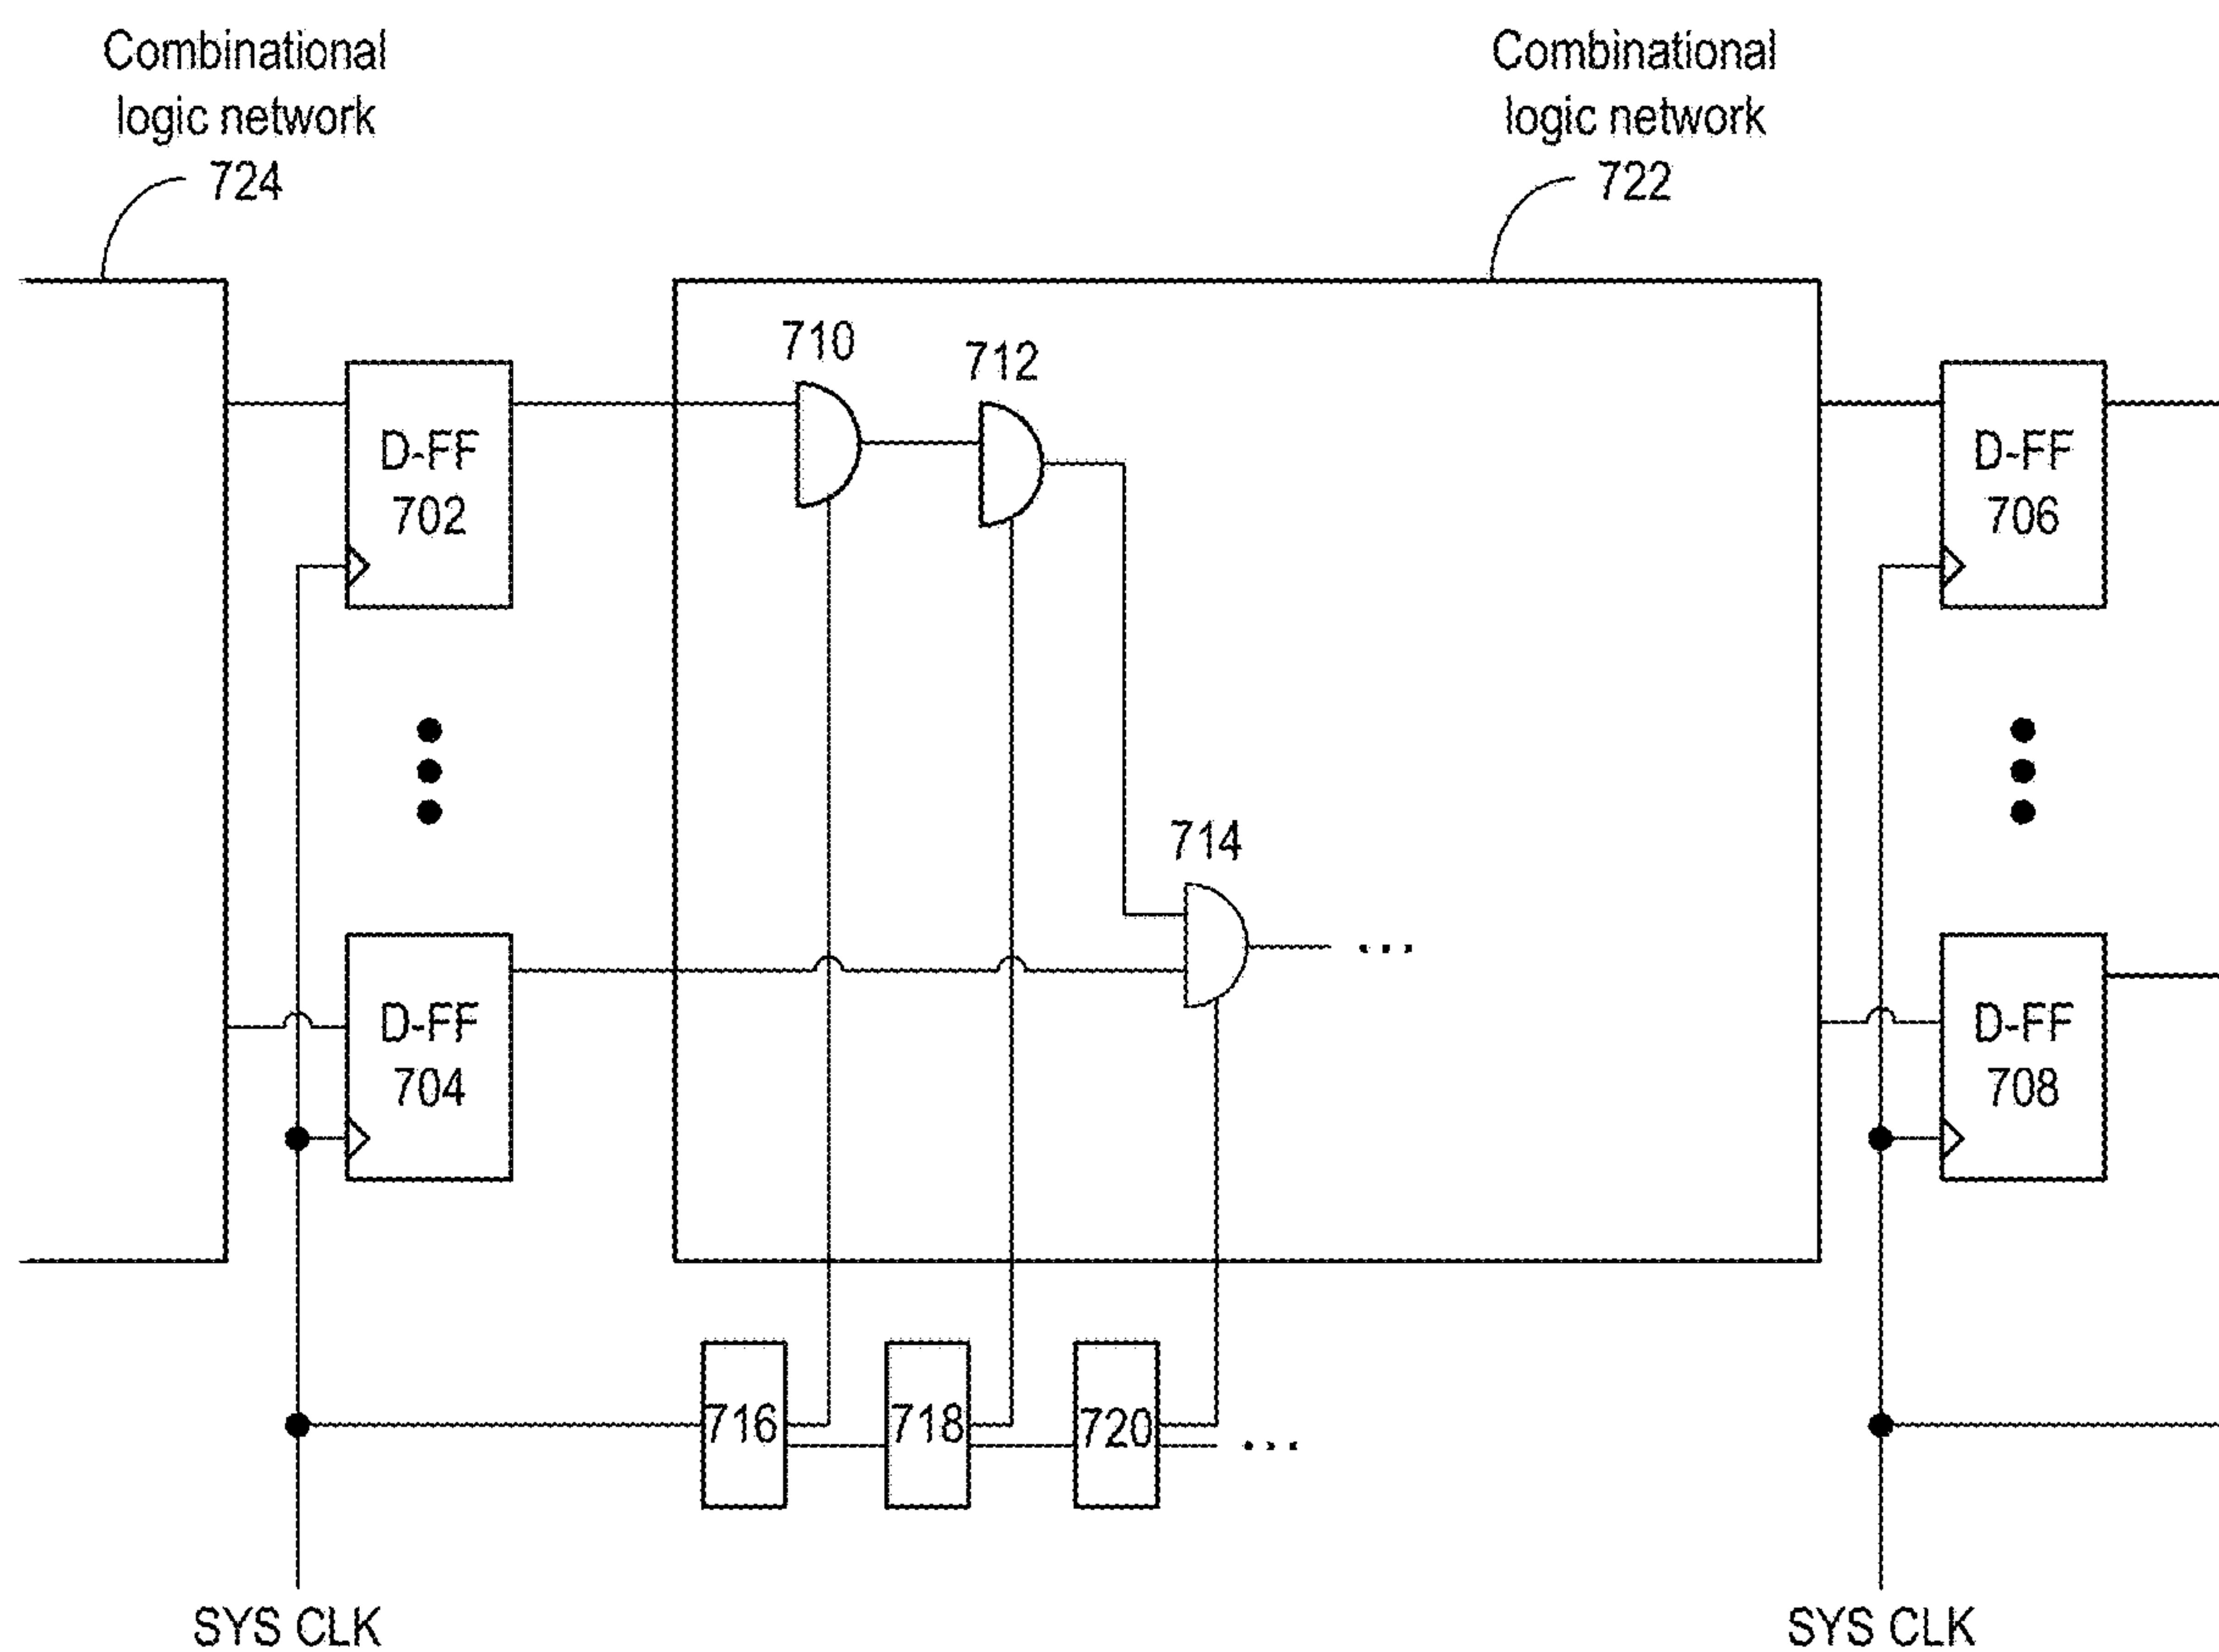 Combinational
logic network
724
Combinational
logic network
722
710
712
D-FF
702
D-FF
706
714
D-FF
704
D-FF
708
716
718
720
...
...
SYS CLK
SYS CLK